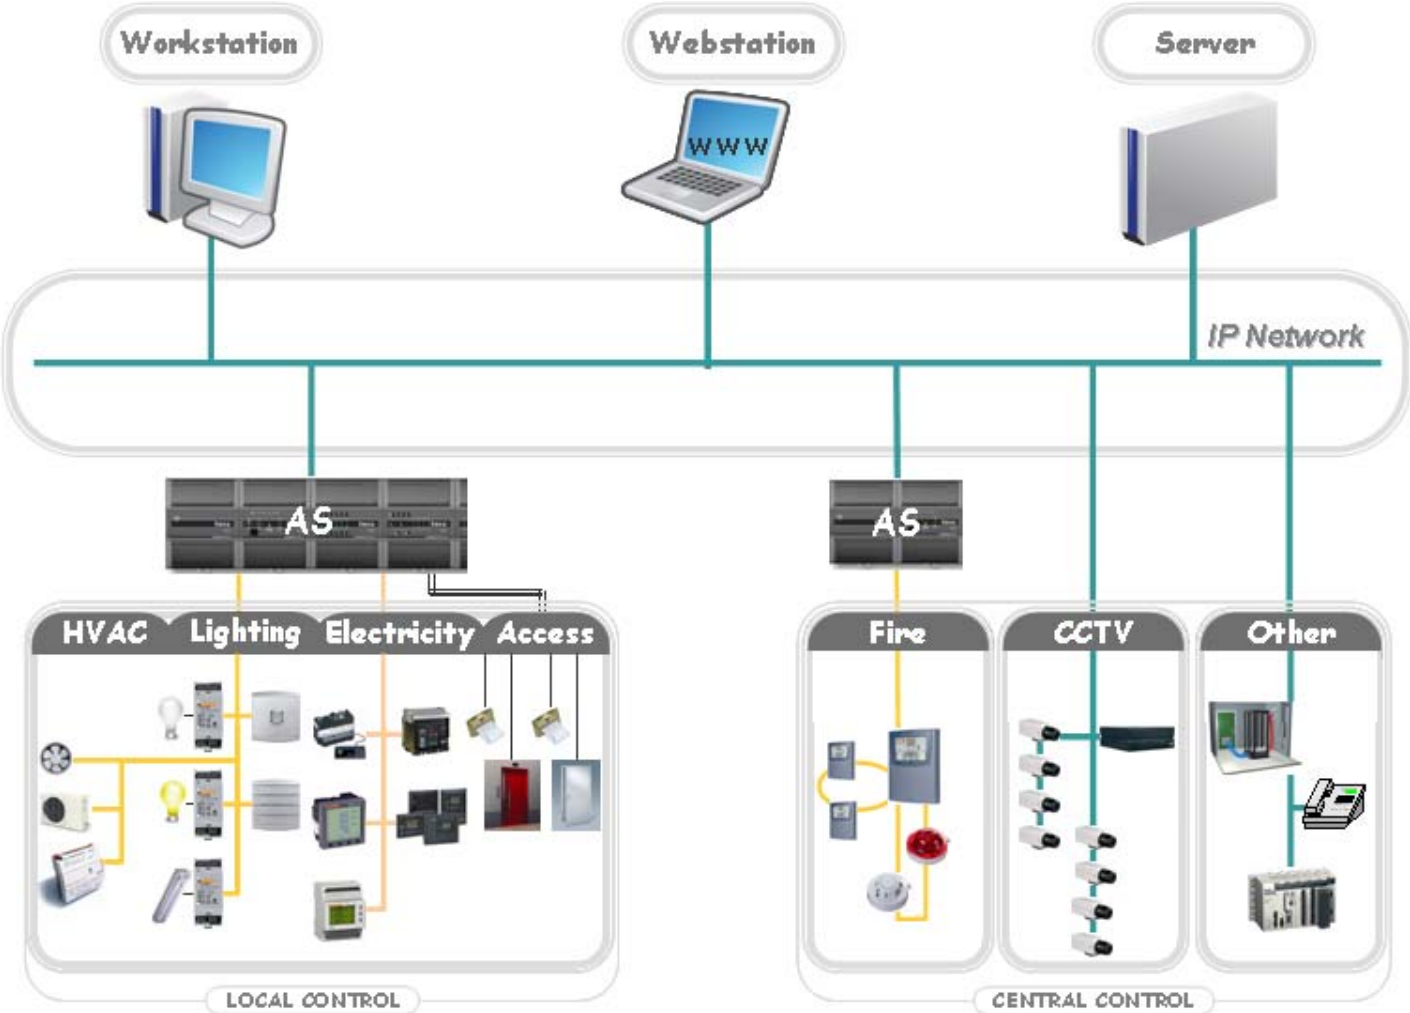 Workstation
Webstation
Server
WWW
IP Network
AS
AS
HVAC
Lighting
Electricity
Access
Fire
CCTV
Other
LOCAL CONTROL
CENTRAL CONTROL